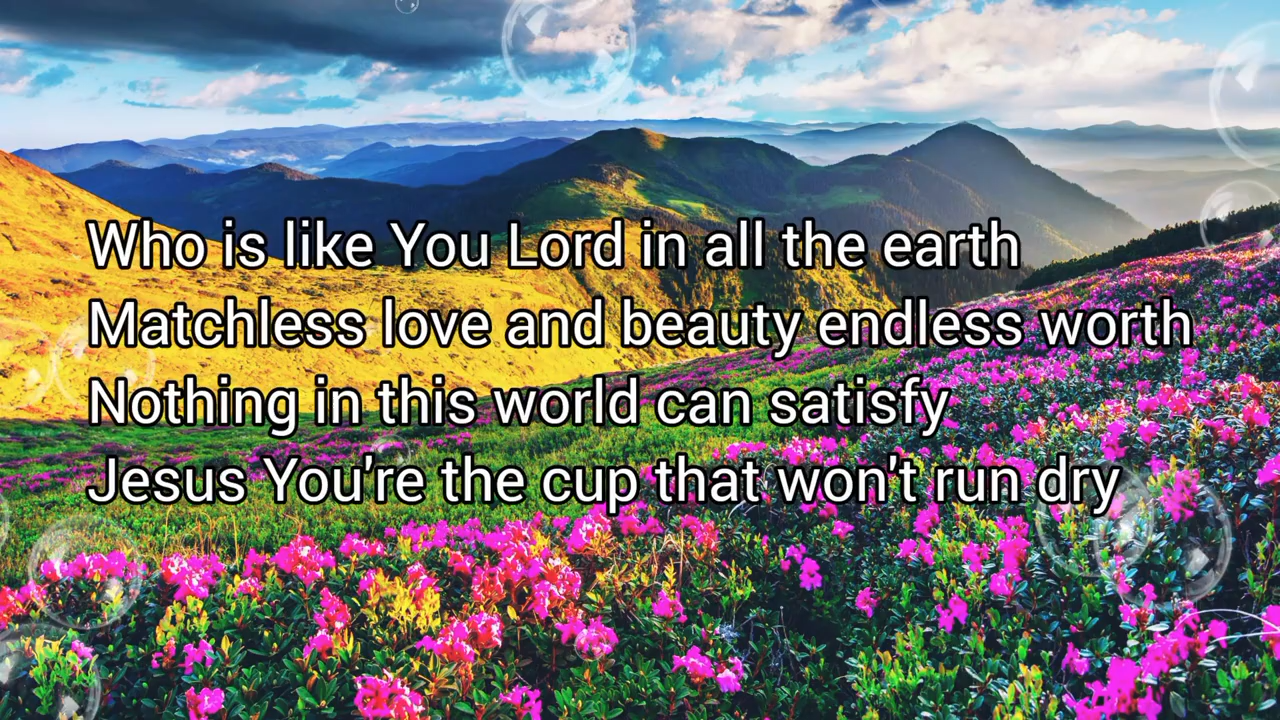 Who is like You Lord in all the earth
Matchless love and beauty endless worth
Nothing in this world can satisfy
Jesus You're the cup that won't run dry